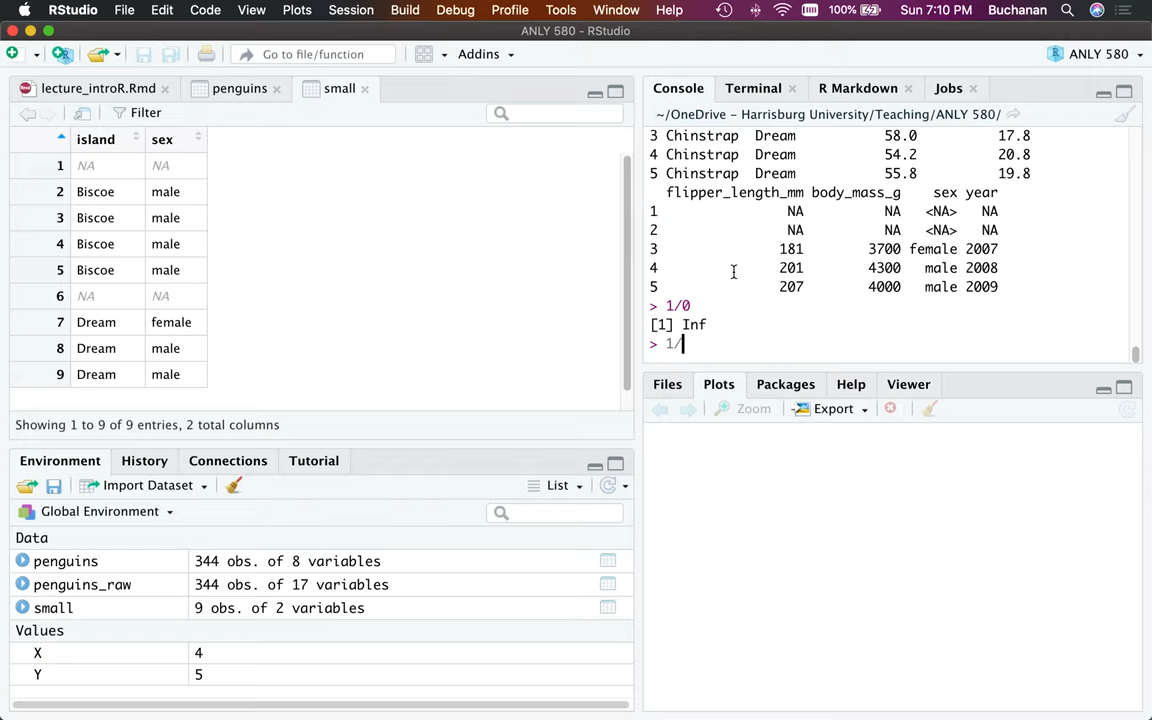 RStudio File Edit Code View Plots Session Build Debug Profile Tools Window Help 100% Sun 7:10 PM Buchanan
ANLY 580 - RStudio
Go to file/function Addins ANLY 580
lecture_introR.Rmd penguins small
Filter
island sex
1 NA NA
2 Biscoe male
3 Biscoe male
4 Biscoe male
5 Biscoe male
6 NA NA
7 Dream female
8 Dream male
9 Dream male
Showing 1 to 9 of 9 entries, 2 total columns
Environment History Connections Tutorial
Import Dataset List
Global Environment
Data
penguins 344 obs. of 8 variables
penguins_raw 344 obs. of 17 variables
small 9 obs. of 2 variables
Values
X 4
Y 5
Console Terminal R Markdown Jobs
~/OneDrive - Harrisburg University/Teaching/ANLY 580/
3 Chinstrap Dream 58.0 17.8
4 Chinstrap Dream 54.2 20.8
5 Chinstrap Dream 55.8 19.8
flipper_length_mm body_mass_g sex year
1 NA NA <NA> NA
2 NA NA <NA> NA
3 181 3700 female 2007
4 201 4300 male 2008
5 207 4000 male 2009
> 1/0
[1] Inf
> 1/
Files Plots Packages Help Viewer
Zoom Export